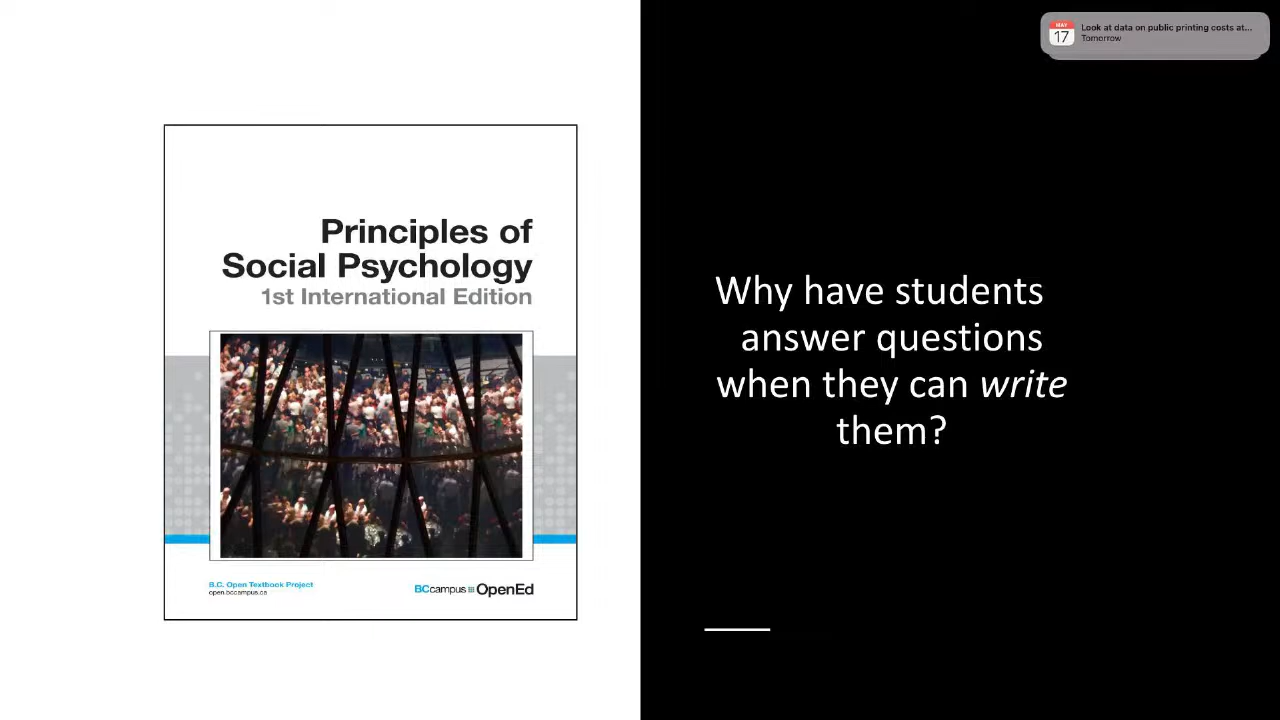 Principles of
Social Psychology
1st International Edition
B.C. Open Textbook Project
open.bccampus.ca
BCcampus OpenEd
MAY
17
Look at data on public printing costs at...
Tomorrow
Why have students
answer questions
when they can write
them?